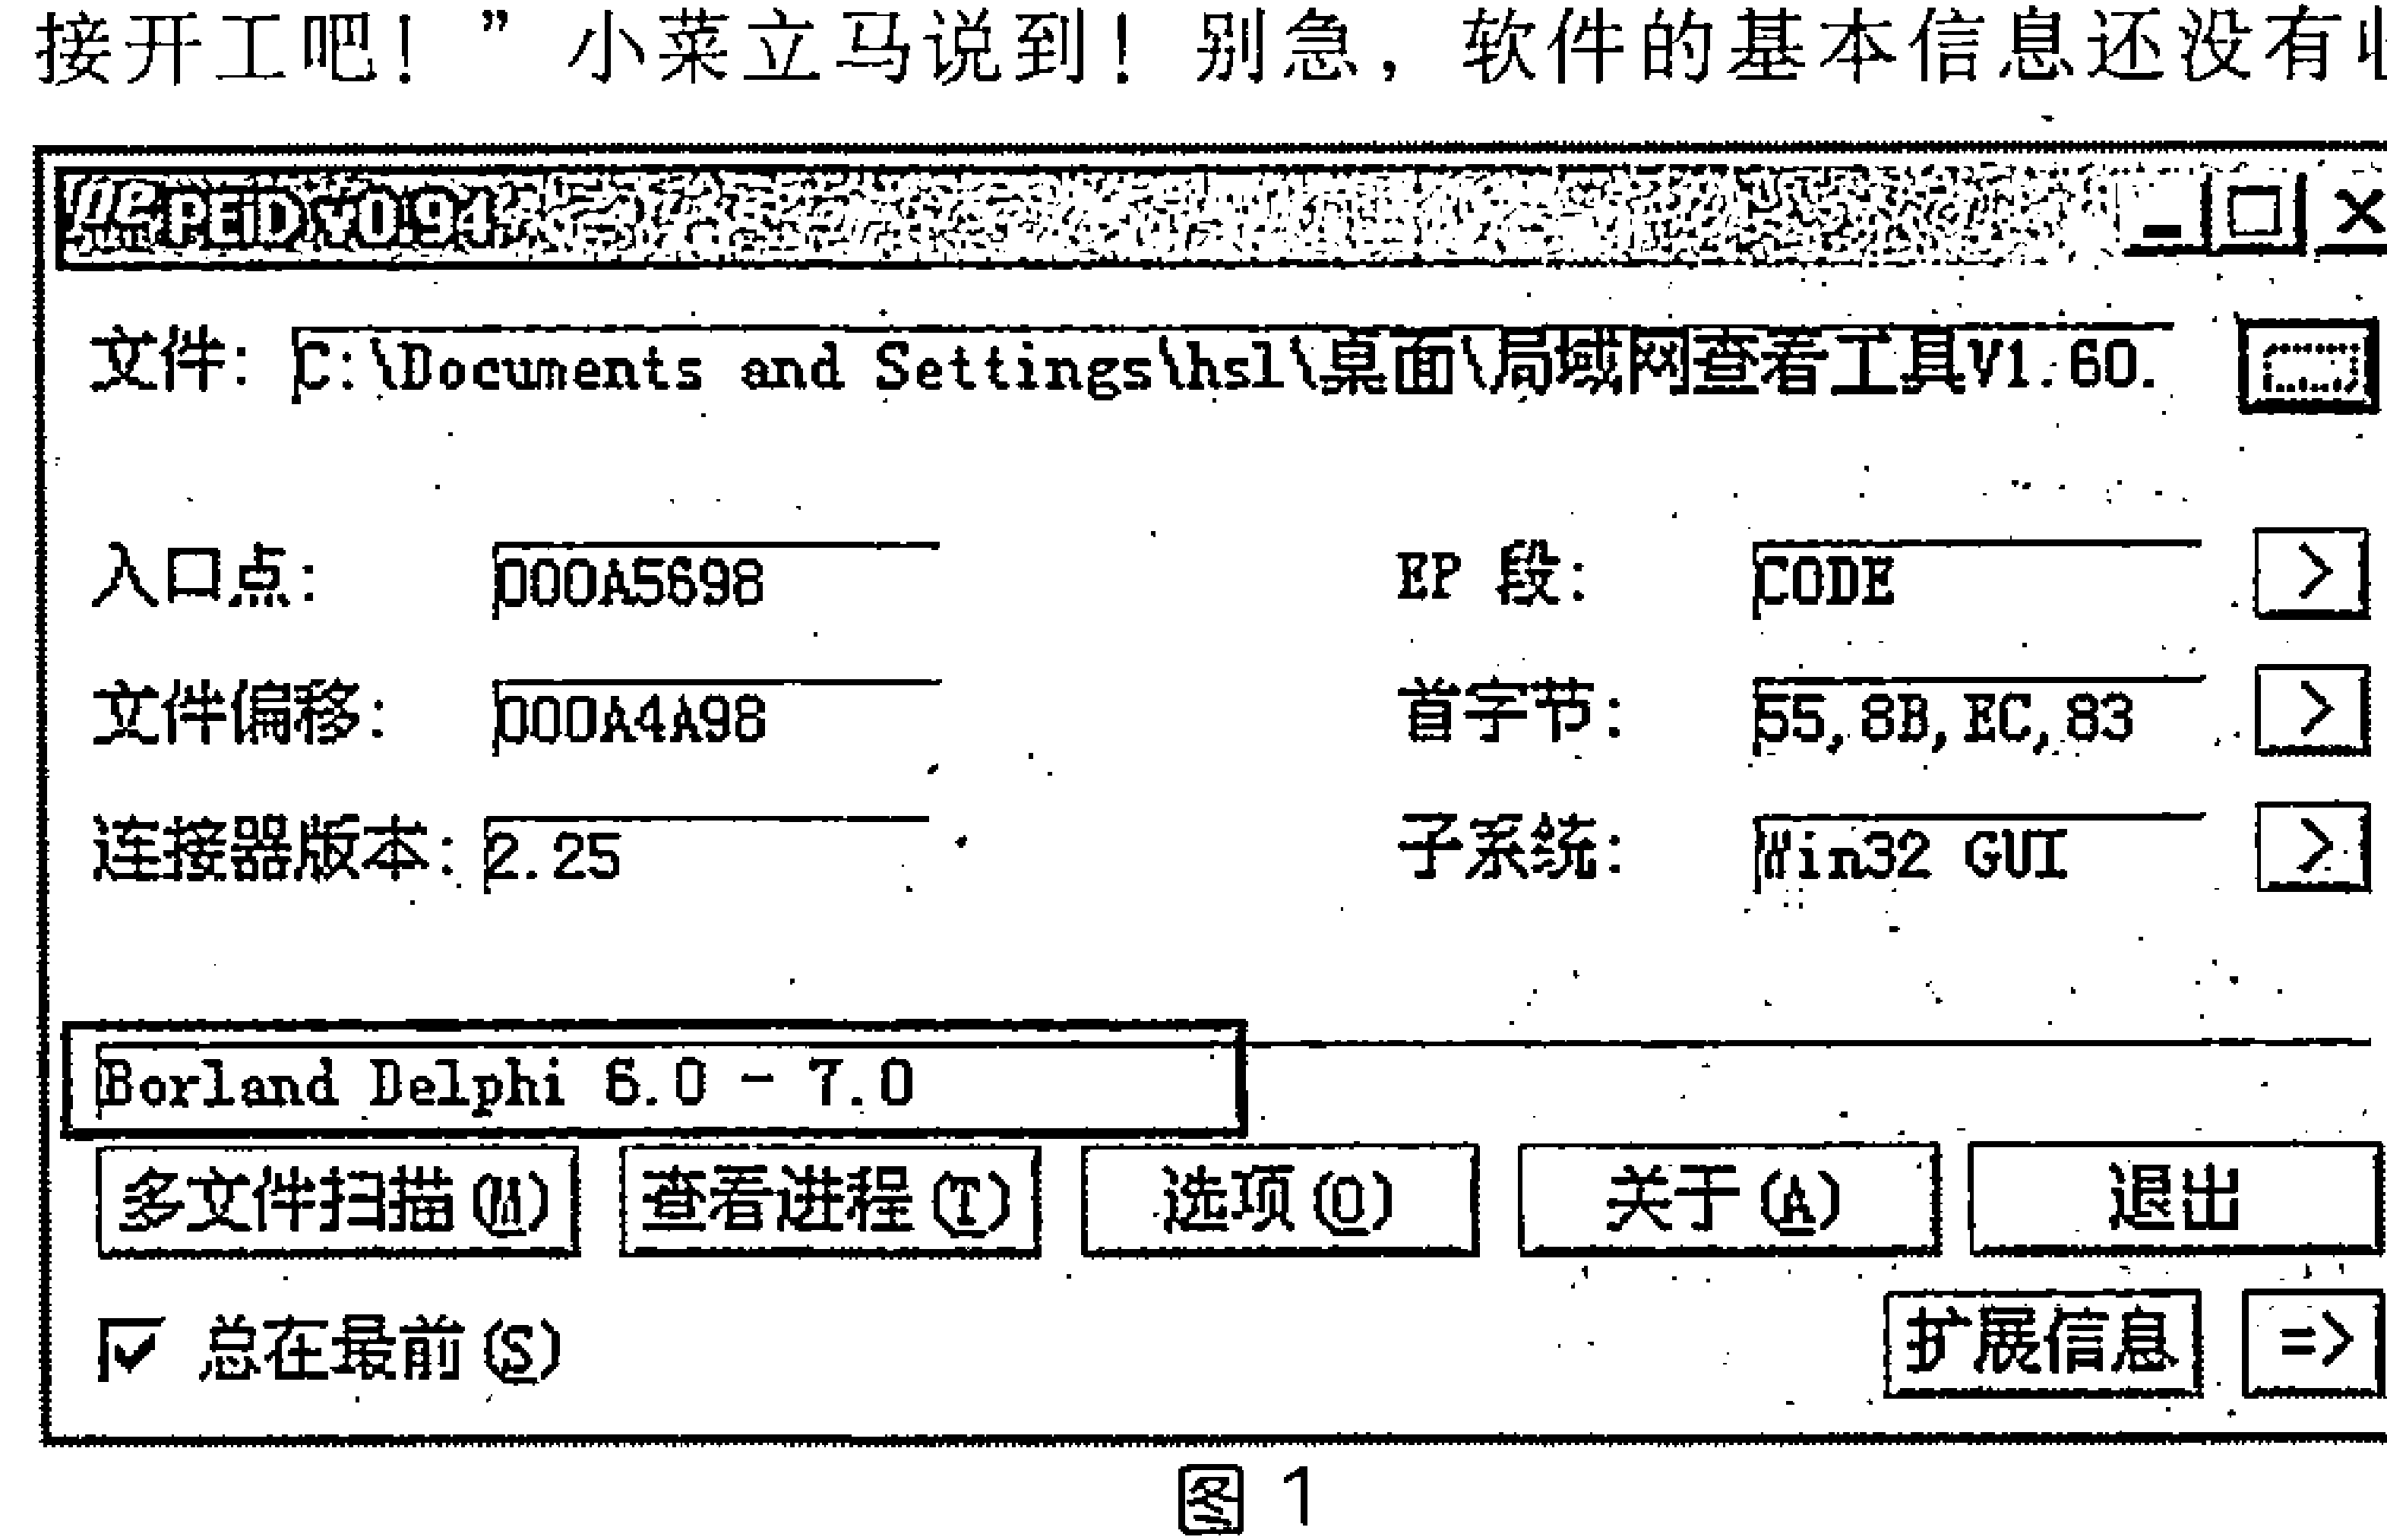 接开工吧！”小菜立马说到！别急，软件的基本信息还没有
PEiD v0.94
文件: C:\Documents and Settings\hsl\桌面\局域网查看工具V1.60.
入口点: 000A5698 EP 段: CODE >
文件偏移: 000A4A98 首字节: 55,8B,EC,83 >
连接器版本: 2.25 子系统: Win32 GUI >
Borland Delphi 6.0 - 7.0
多文件扫描(M) 查看进程(T) 选项(O) 关于(A) 退出
总在最前(S) 扩展信息 =>
图 1